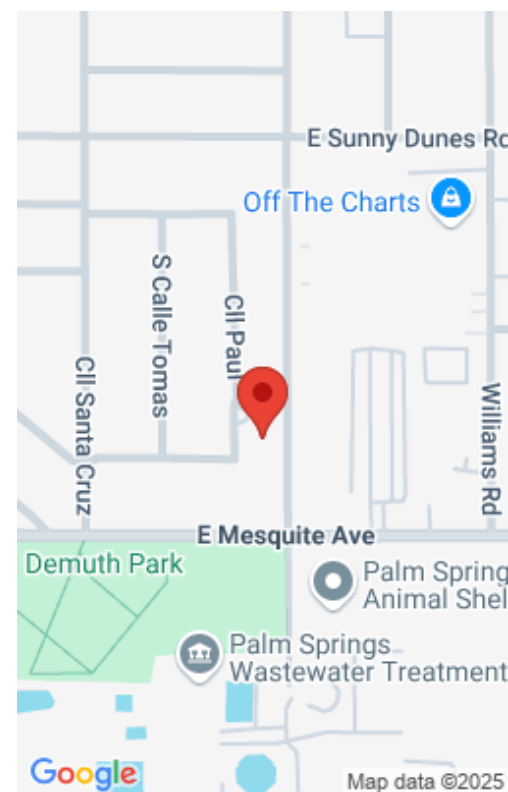 E Sunny Dunes Rd
Off The Charts
S Calle Tomas
Cll Paul
Cll Santa Cruz
Williams Rd
E Mesquite Ave
Demuth Park
Palm Spring
Animal Shel
Palm Springs
Wastewater Treatment
Google
Map data ©2025